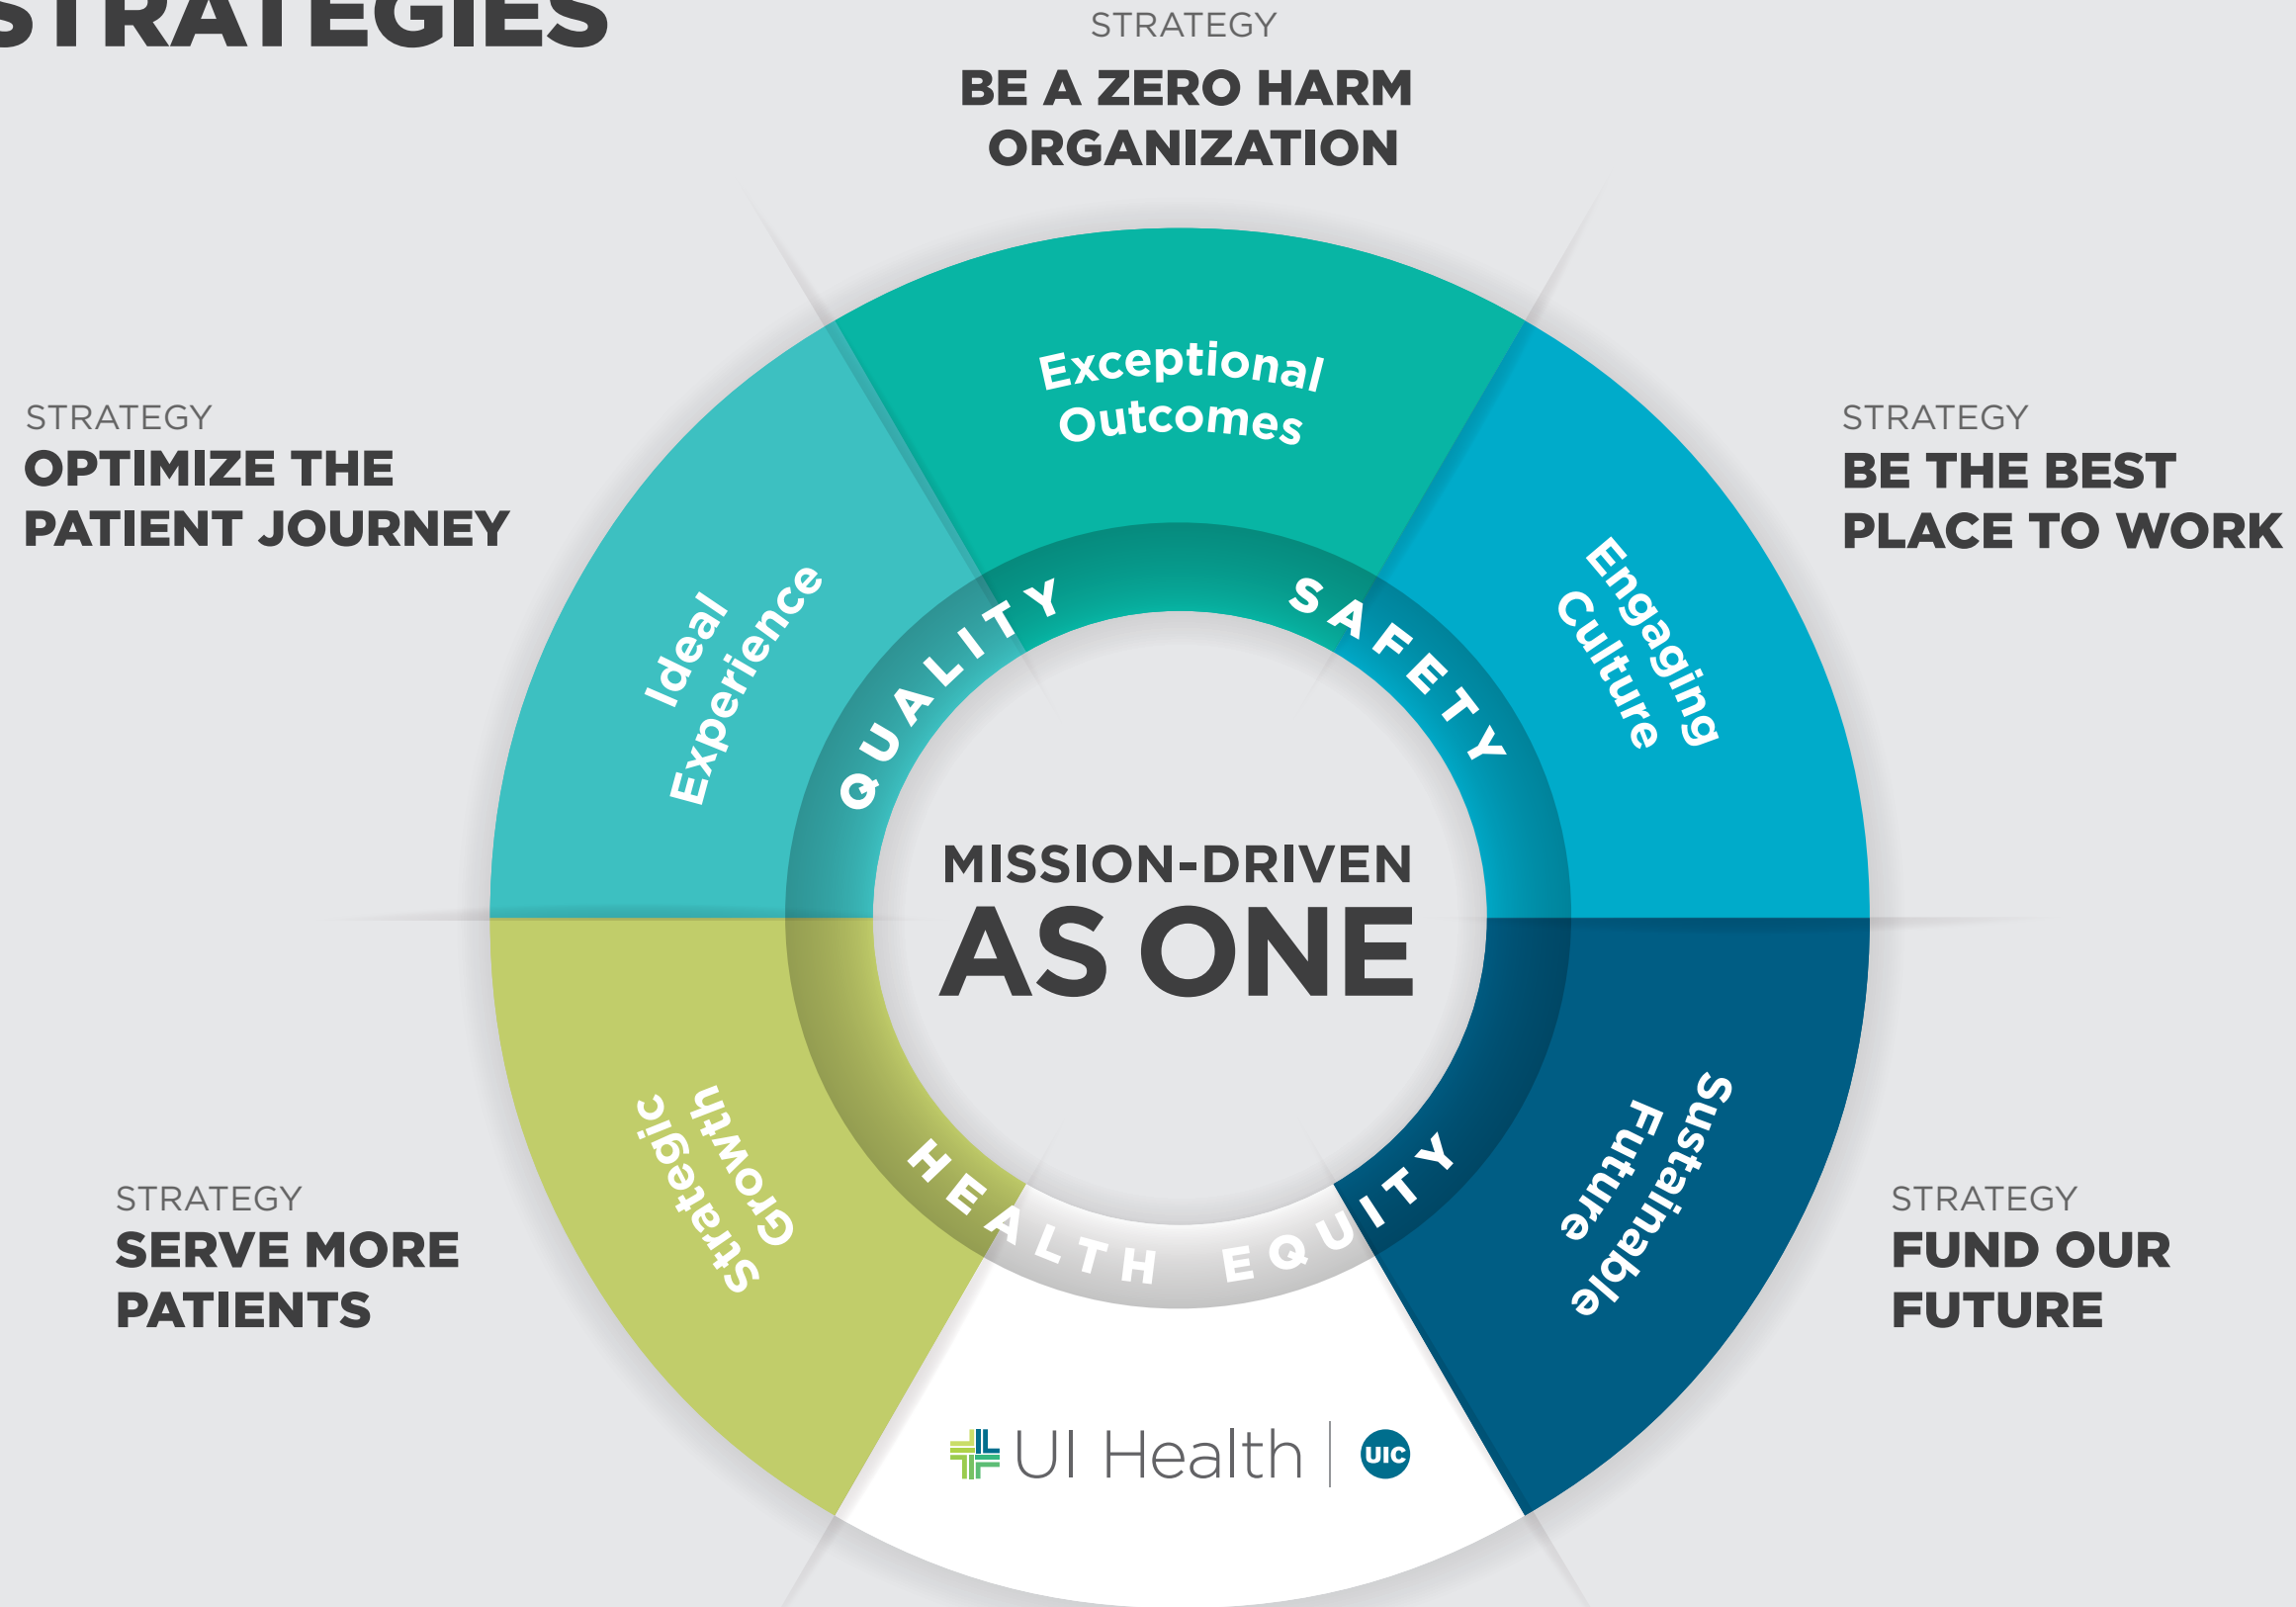 STRATEGIES
STRATEGY
BE A ZERO HARM
ORGANIZATION
STRATEGY
OPTIMIZE THE
PATIENT JOURNEY
STRATEGY
BE THE BEST
PLACE TO WORK
Exceptional
Outcomes
Ideal
Experience
Engaging
Culture
QUALITY
SAFETY
MISSION-DRIVEN
AS ONE
Strategic
Growth
Sustainable
Future
HEALTH EQUITY
STRATEGY
SERVE MORE
PATIENTS
STRATEGY
FUND OUR
FUTURE
UI Health | UIC